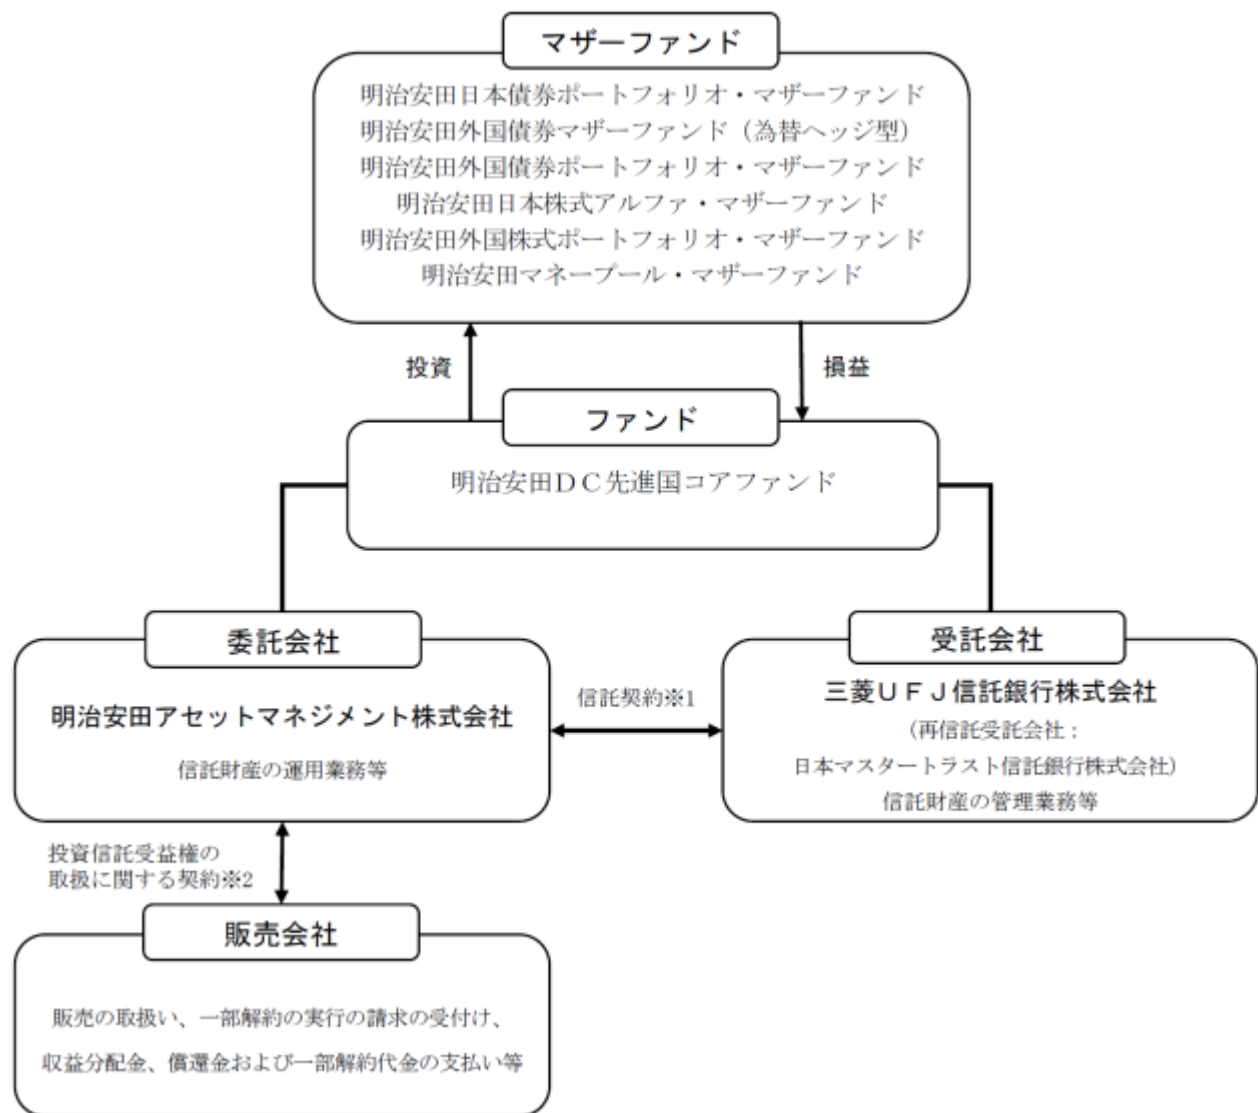 マザーファンド
明治安田日本債券ポートフォリオ・マザーファンド
明治安田外国債券マザーファンド（為替ヘッジ型）
明治安田外国債券ポートフォリオ・マザーファンド
明治安田日本株式アルファ・マザーファンド
明治安田外国株式ポートフォリオ・マザーファンド
明治安田マネープール・マザーファンド
投資
損益
ファンド
明治安田ＤＣ先進国コアファンド
委託会社
明治安田アセットマネジメント株式会社
信託財産の運用業務等
信託契約※1
受託会社
三菱ＵＦＪ信託銀行株式会社
（再信託受託会社：
日本マスタートラスト信託銀行株式会社）
信託財産の管理業務等
投資信託受益権の
取扱に関する契約※2
販売会社
販売の取扱い、一部解約の実行の請求の受付け、
収益分配金、償還金および一部解約代金の支払い等